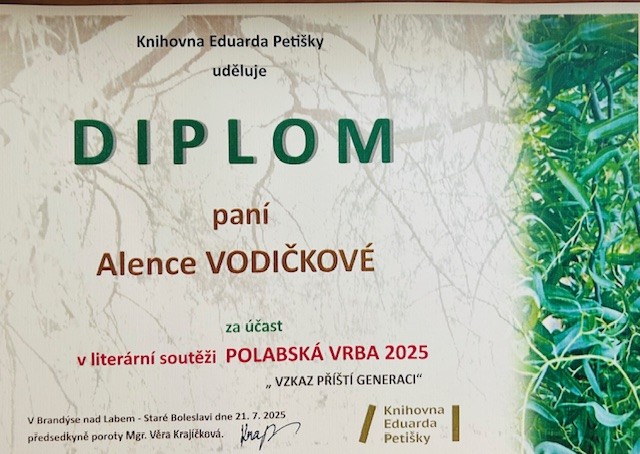 Knihovna Eduarda Petišky
uděluje
DIPLOM
paní
Alence VODIČKOVÉ
za účast
v literární soutěži POLABSKÁ VRBA 2025
„ VZKAZ PŘÍŠTÍ GENERACI“
V Brandýse nad Labem - Staré Boleslavi dne 21. 7. 2025
předsedkyně poroty Mgr. Věra Krajíčková.
Knihovna
Eduarda
Petišky